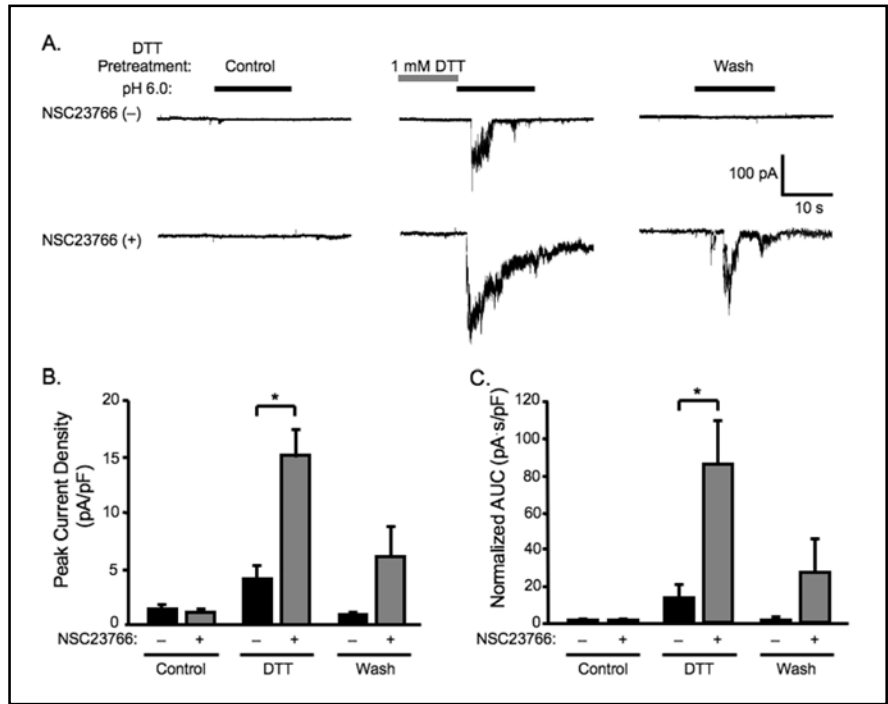 A.
DTT
Pretreatment: Control 1 mM DTT Wash
pH 6.0:
NSC23766 (–)
100 pA
10 s
NSC23766 (+)
B.
20
15
10
5
0
Peak Current Density
(pA/pF)
*
NSC23766: – + – + – +
Control DTT Wash
C.
120
100
80
60
40
20
0
Normalized AUC (pA·s/pF)
*
NSC23766: – + – + – +
Control DTT Wash